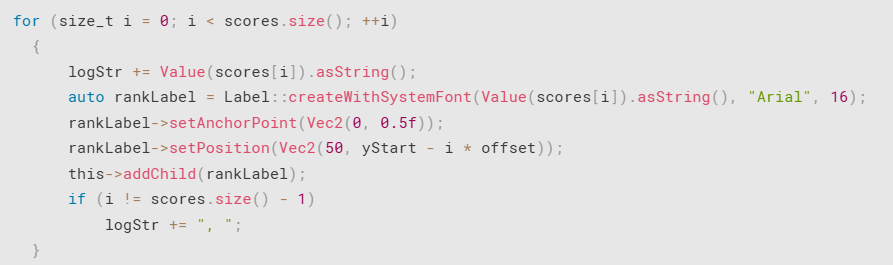 for (size_t i = 0; i < scores.size(); ++i)
{
logStr += Value(scores[i]).asString();
auto rankLabel = Label::createWithSystemFont(Value(scores[i]).asString(), "Arial", 16);
rankLabel->setAnchorPoint(Vec2(0, 0.5f));
rankLabel->setPosition(Vec2(50, yStart - i * offset));
this->addChild(rankLabel);
if (i != scores.size() - 1)
logStr += ", ";
}